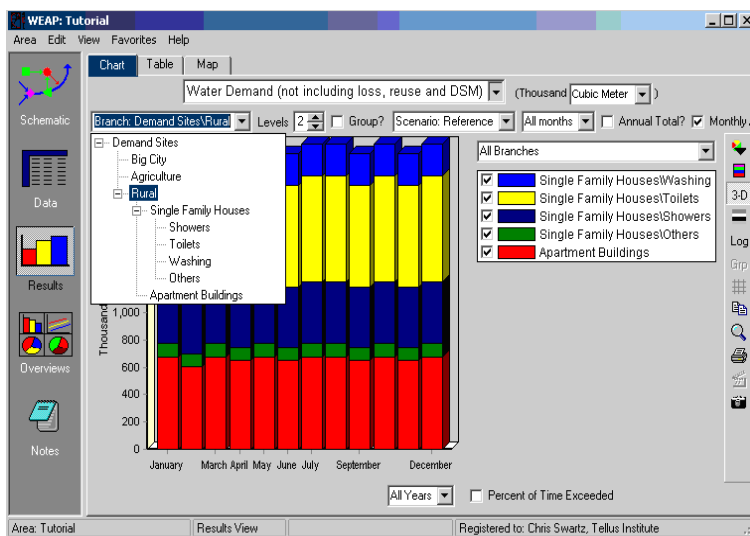 WEAP: Tutorial
Area Edit View Favorites Help
Chart Table Map
Water Demand (not including loss, reuse and DSM) (Thousand Cubic Meter )
Branch: Demand Sites\Rural Levels 2 Group? Scenario: Reference All months Annual Total? Monthly
Schematic
Data
Results
Overviews
Notes
Demand Sites
Big City
Agriculture
Rural
Single Family Houses
Showers
Toilets
Washing
Others
Apartment Buildings
All Branches
Single Family Houses\Washing
Single Family Houses\Toilets
Single Family Houses\Showers
Single Family Houses\Others
Apartment Buildings
3-D
Log
Grp
Thousand
1,000
800
600
400
200
0
January March April May June July September December
All Years Percent of Time Exceeded
Area: Tutorial Results View Registered to: Chris Swartz, Tellus Institute